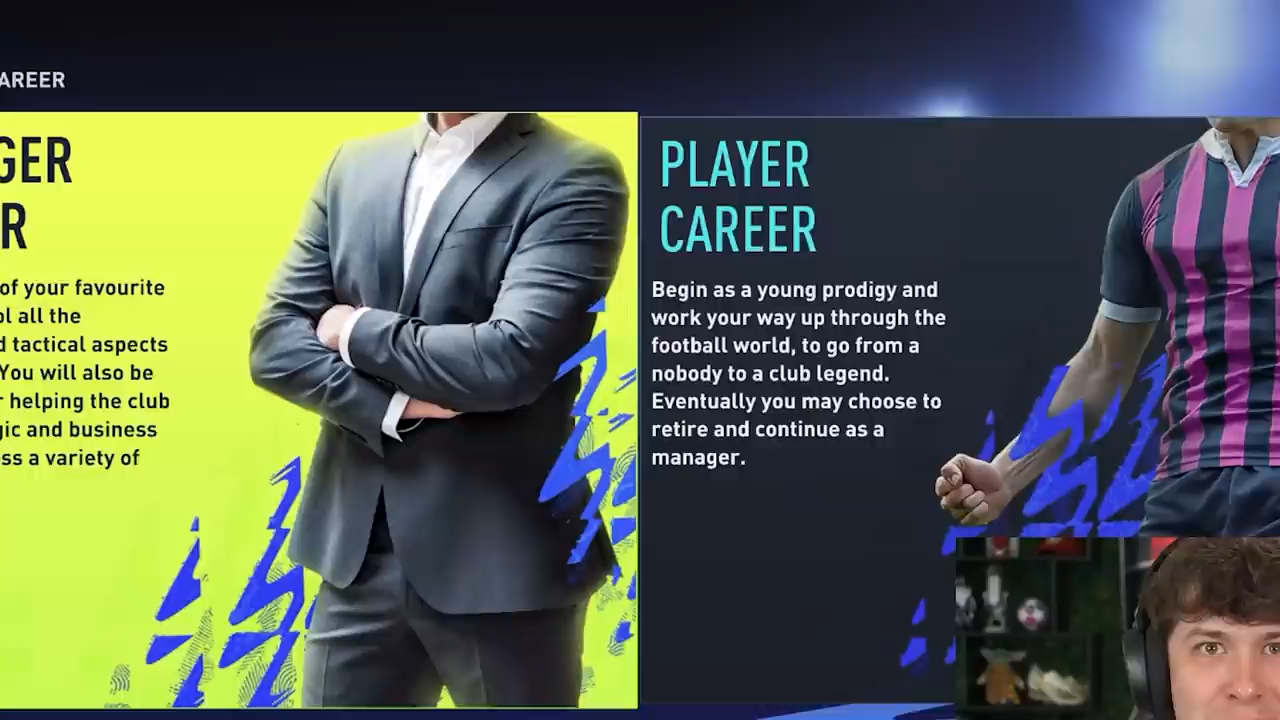 AREER
GER
R
of your favourite
ol all the
d tactical aspects
You will also be
r helping the club
gic and business
ss a variety of
PLAYER
CAREER
Begin as a young prodigy and
work your way up through the
football world, to go from a
nobody to a club legend.
Eventually you may choose to
retire and continue as a
manager.